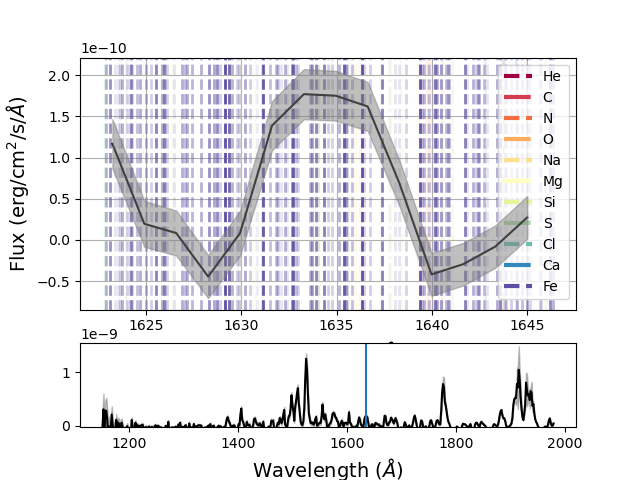 1e−10
Flux (erg/cm²/s/Å)
2.0
1.5
1.0
0.5
0.0
−0.5
He
C
N
O
Na
Mg
Si
S
Cl
Ca
Fe
1625 1630 1635 1640 1645
1e−9
1
0
1200 1400 1600 1800 2000
Wavelength (Å)